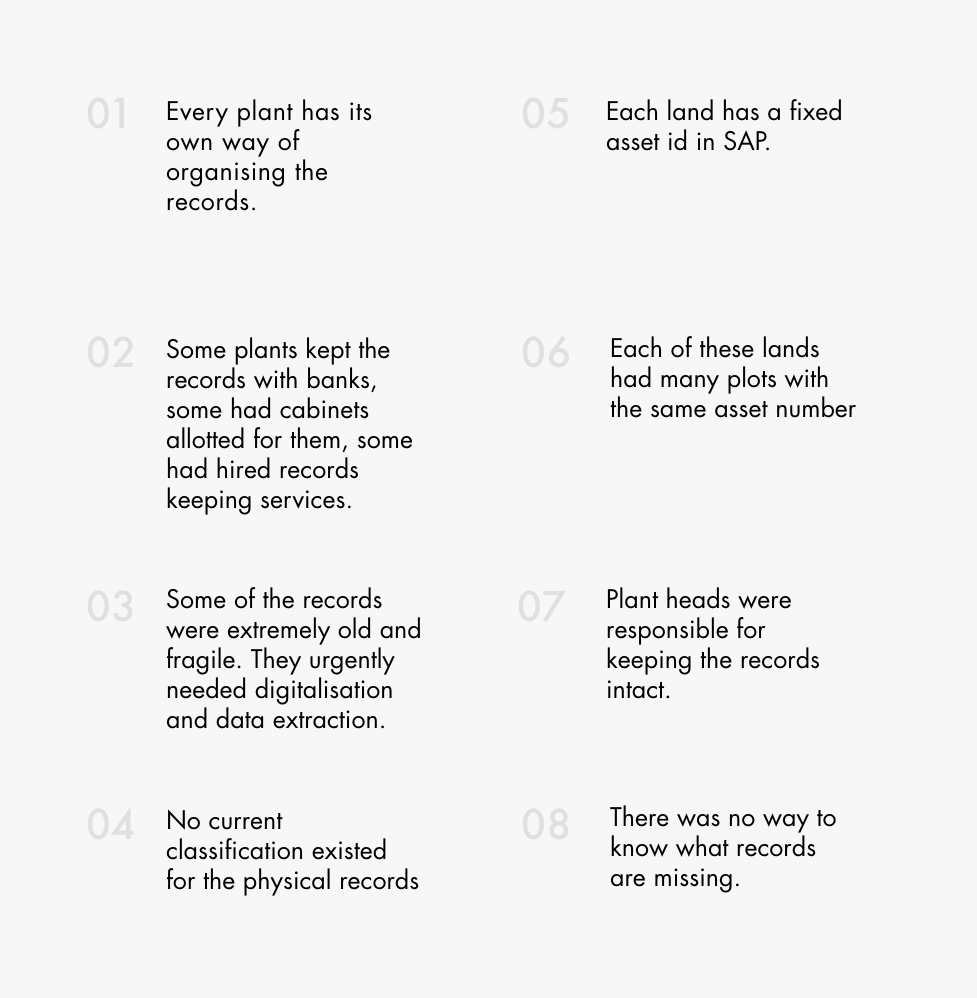 01
Every plant has its
own way of
organising the
records.
02
Some plants kept the
records with banks,
some had cabinets
allotted for them, some
had hired records
keeping services.
03
Some of the records
were extremely old and
fragile. They urgently
needed digitalisation
and data extraction.
04
No current
classification existed
for the physical records
05
Each land has a fixed
asset id in SAP.
06
Each of these lands
had many plots with
the same asset number
07
Plant heads were
responsible for
keeping the records
intact.
08
There was no way to
know what records
are missing.